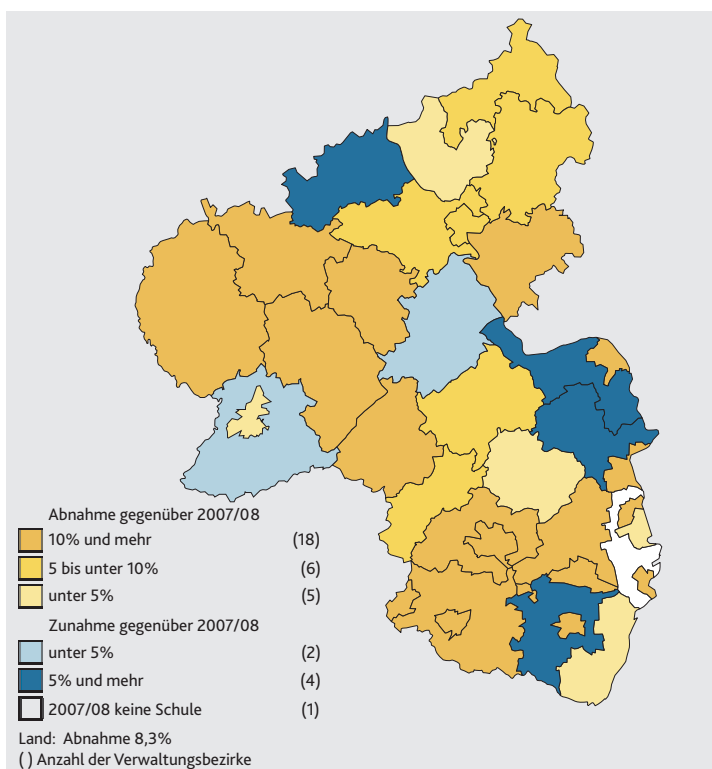 Abnahme gegenüber 2007/08
10% und mehr (18)
5 bis unter 10% (6)
unter 5% (5)
Zunahme gegenüber 2007/08
unter 5% (2)
5% und mehr (4)
2007/08 keine Schule (1)
Land: Abnahme 8,3%
( ) Anzahl der Verwaltungsbezirke